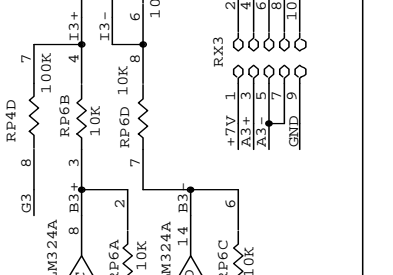 I3+
I3-
6
10
2
4
6
8
10
7
100K
4
10K
8
RX3
RP4D
RP6B
10K
RP6D
+7V
1
A3+
3
A3-
5
7
GND
9
8
3
7
G3
B3+
2
B3-
6
LM324A
8
RP6A
10K
LM324A
14
RP6C
10K